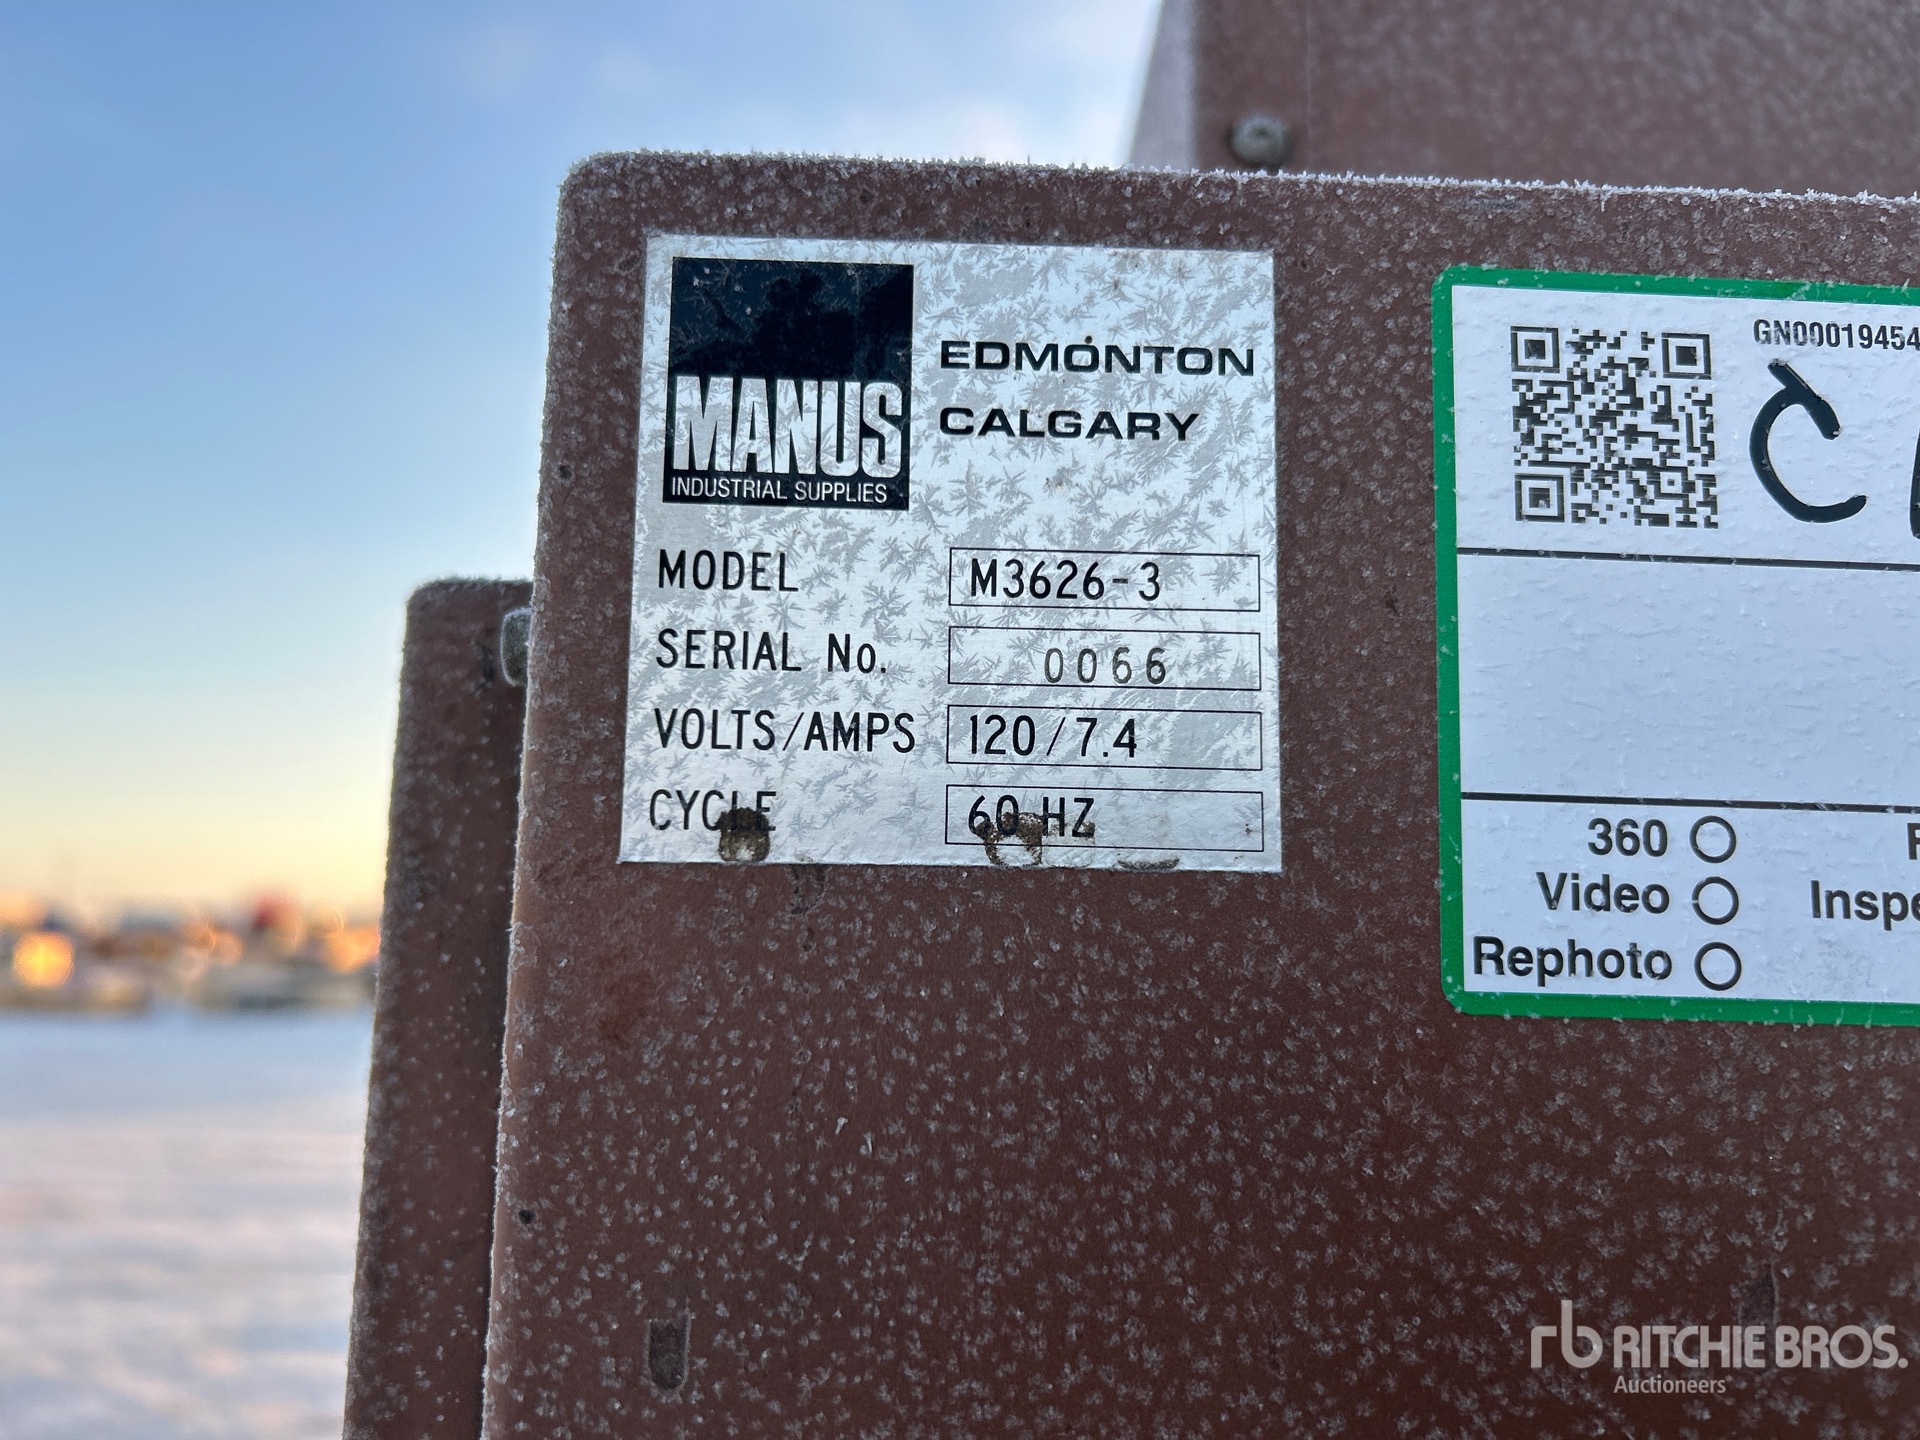 MANUS
INDUSTRIAL SUPPLIES
EDMONTON
CALGARY
MODEL M3626-3
SERIAL No. 0066
VOLTS/AMPS 120/7.4
CYCLE 60 HZ
GN00019454
360
Video
Rephoto
rb RITCHIE BROS.
Auctioneers